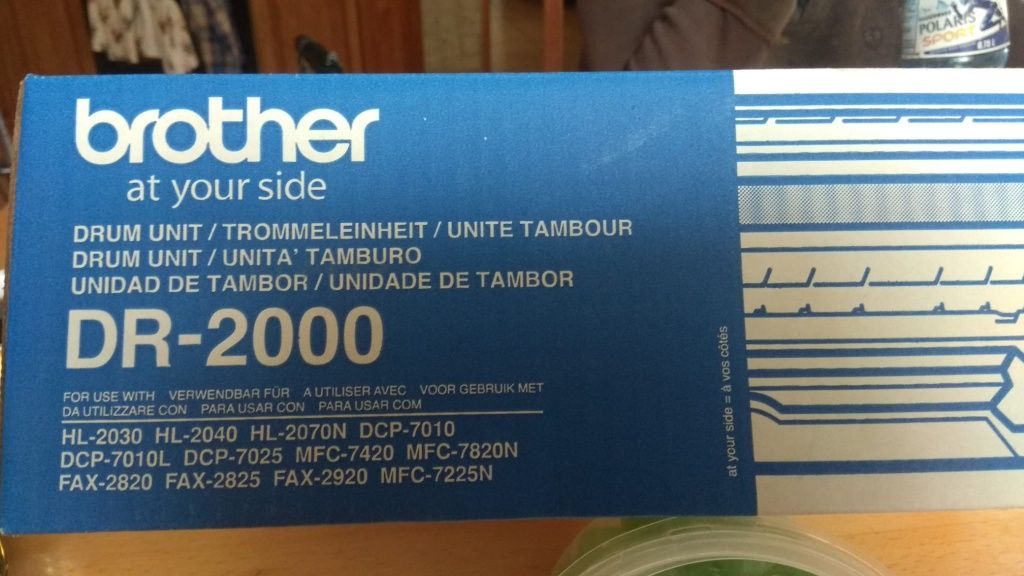 POLARIS
SPORT
0,75 l
brother
at your side
DRUM UNIT / TROMMELEINHEIT / UNITE TAMBOUR
DRUM UNIT / UNITA' TAMBURO
UNIDAD DE TAMBOR / UNIDADE DE TAMBOR
DR-2000
FOR USE WITH VERWENDBAR FÜR A UTILISER AVEC VOOR GEBRUIK MET
DA UTILIZZARE CON PARA USAR CON PARA USAR COM
HL-2030 HL-2040 HL-2070N DCP-7010
DCP-7010L DCP-7025 MFC-7420 MFC-7820N
FAX-2820 FAX-2825 FAX-2920 MFC-7225N
at your side = à vos côtés